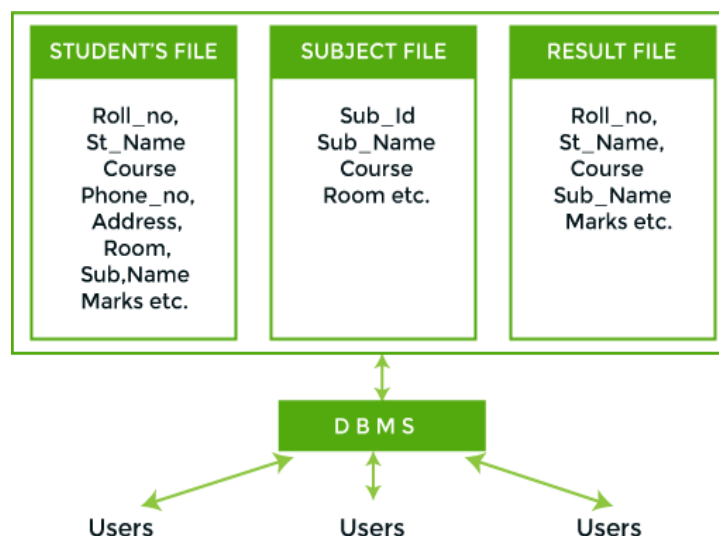 STUDENT'S FILE
Roll_no,
St_Name
Course
Phone_no,
Address,
Room,
Sub,Name
Marks etc.
SUBJECT FILE
Sub_Id
Sub_Name
Course
Room etc.
RESULT FILE
Roll_no,
St_Name,
Course
Sub_Name
Marks etc.
D B M S
Users
Users
Users